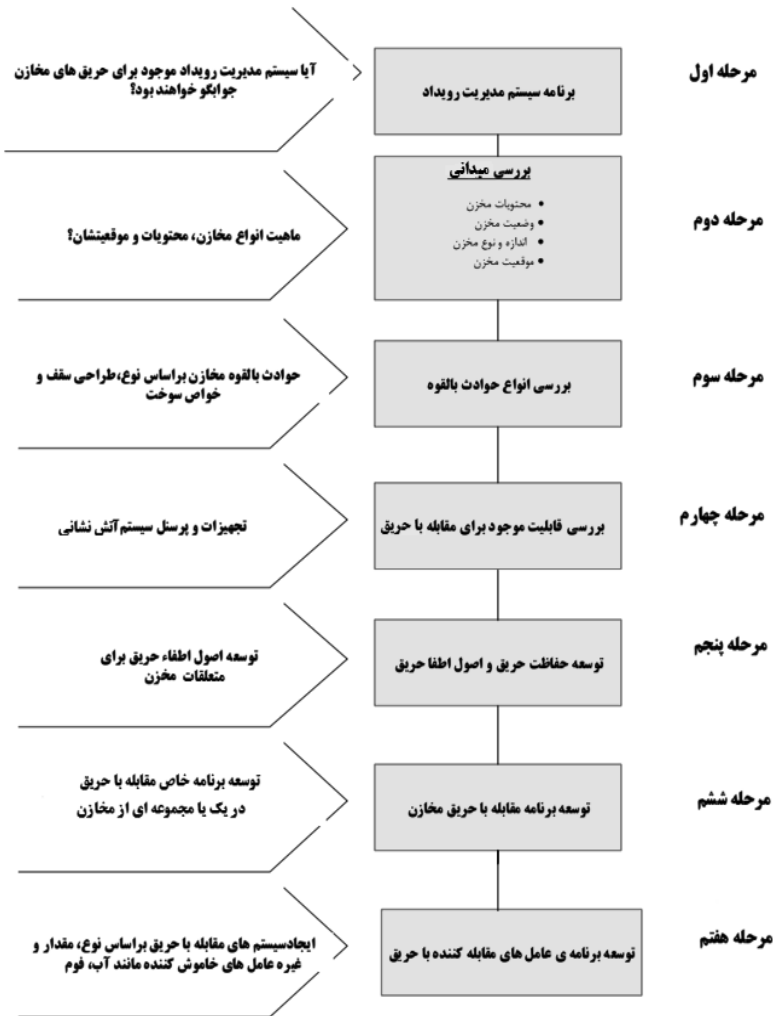 مرحله اول
برنامه سیستم مدیریت رویداد
آیا سیستم مدیریت رویداد موجود برای حریق های مخازن
جوابگو خواهند بود؟
مرحله دوم
بررسی میدانی
• محتویات مخزن
• وضعیت مخزن
• اندازه و نوع مخزن
• موقعیت مخزن
ماهیت انواع مخازن، محتویات و موقعیتشان؟
مرحله سوم
بررسی انواع حوادث بالقوه
حوادث بالقوه مخازن براساس نوع،طراحی سقف و
خواص سوخت
مرحله چهارم
بررسی قابلیت موجود برای مقابله با حریق
تجهیزات و پرسنل سیستم آتش نشانی
مرحله پنجم
توسعه حفاظت حریق و اصول اطفا حریق
توسعه اصول اطفاء حریق برای
متعلقات مخزن
مرحله ششم
توسعه برنامه مقابله با حریق مخازن
توسعه برنامه خاص مقابله با حریق
در یک یا مجموعه ای از مخازن
مرحله هفتم
توسعه برنامه ی عامل های مقابله کننده با حریق
ایجادسیستم های مقابله با حریق براساس نوع، مقدار و
غیره عامل های خاموش کننده مانند آب، فوم